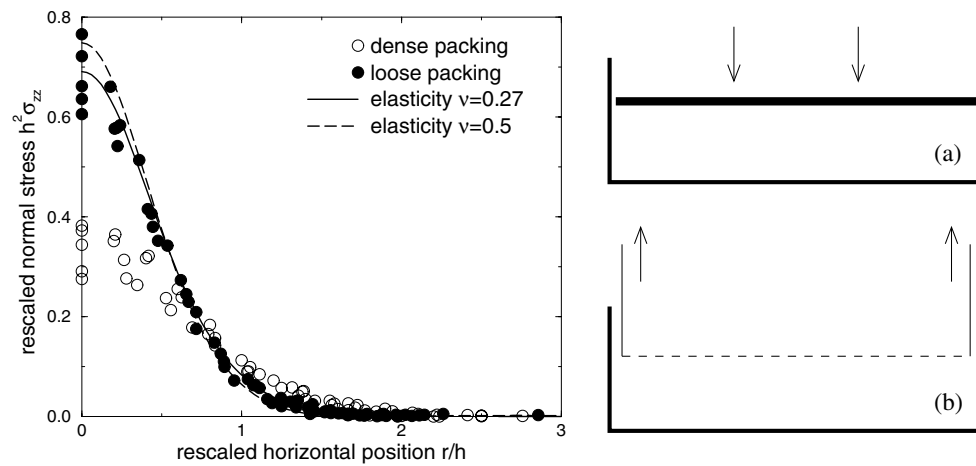 0.8
0.6
0.4
0.2
0.0
0
1
2
3
rescaled normal stress h²σzz
rescaled horizontal position r/h
dense packing
loose packing
elasticity ν=0.27
elasticity ν=0.5
(a)
(b)